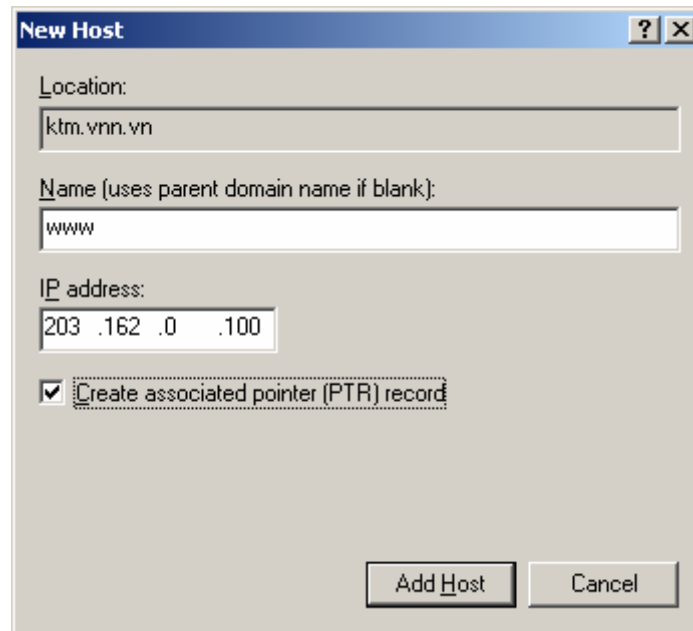 New Host
Location:
ktm.vnn.vn
Name (uses parent domain name if blank):
www
IP address:
203 .162 .0 .100
Create associated pointer (PTR) record
Add Host Cancel